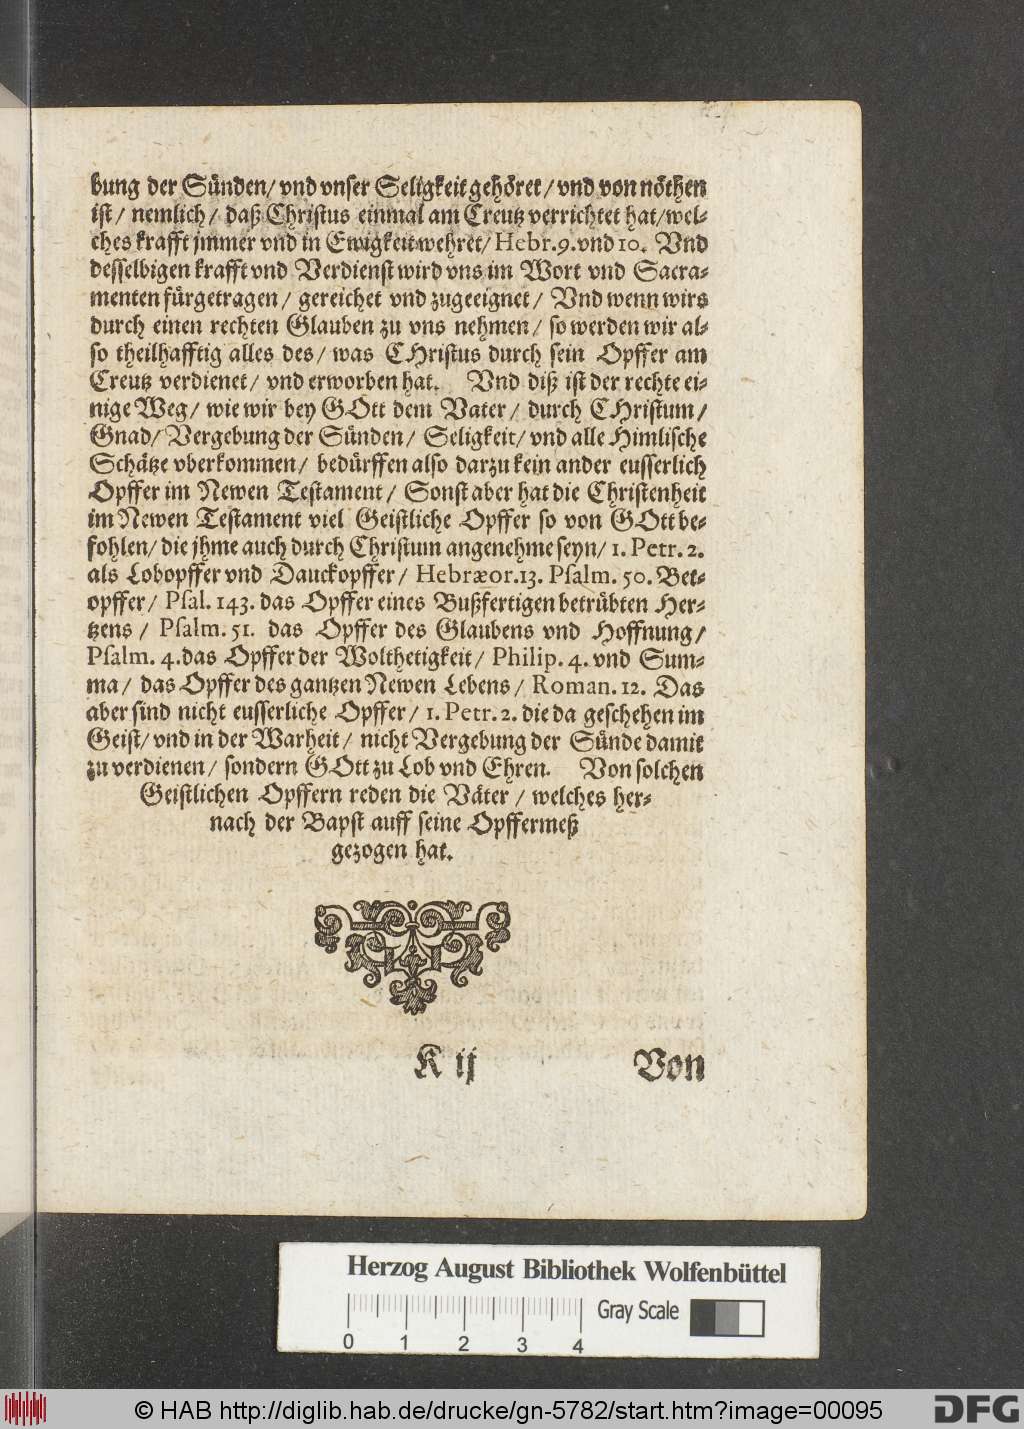 bung der Sünden/ vnd vnser Seligkeit gehöret/ vnd von nöthen
ist/ nemlich/ daß Christus einmal am Creutz verrichtet hat/ wel-
ches krafft jmmer vnd in Ewigkeit wehret/ Hebr. 9. vnd 10. Vnd
desselbigen krafft vnd Verdienst wird vns im Wort vnd Sacra-
menten fürgetragen/ gereichet vnd zugeeignet/ Vnd wenn wirs
durch einen rechten Glauben zu vns nehmen/ so werden wir al-
so theilhafftig alles des/ was CHristus durch sein Opffer am
Creutz verdienet/ vnd erworben hat. Vnd diß ist der rechte ei-
nige Weg/ wie wir bey GOtt dem Vater/ durch CHristum/
Gnad/ Vergebung der Sünden/ Seligkeit/ vnd alle Himlische
Schätze vberkommen/ bedürffen also darzu kein ander eusserlich
Opffer im Newen Testament/ Sonst aber hat die Christenheit
im Newen Testament viel Geistliche Opffer so von GOtt be-
fohlen/ die jhme auch durch Christum angenehme seyn/ 1. Petr. 2.
als Lobopffer vnd Dauckopffer/ Hebræor. 13. Psalm. 50. Bet-
opffer/ Psal. 143. das Opffer eines Bußfertigen betrübten Her-
tzens/ Psalm. 51. das Opffer des Glaubens vnd Hoffnung/
Psalm. 4. das Opffer der Wolthetigkeit/ Philip. 4. vnd Sum-
ma/ das Opffer des gantzen Newen Lebens/ Roman. 12. Das
aber sind nicht eusserliche Opffer/ 1. Petr. 2. die da geschehen im
Geist/ vnd in der Warheit/ nicht Vergebung der Sünde damit
zu verdienen/ sondern GOtt zu Lob vnd Ehren. Von solchen
Geistlichen Opffern reden die Väter/ welches her-
nach der Bapst auff seine Opffermeß
gezogen hat.
K ij Von
Herzog August Bibliothek Wolfenbüttel
Gray Scale
0 1 2 3 4
© HAB http://diglib.hab.de/drucke/gn-5782/start.htm?image=00095
DFG